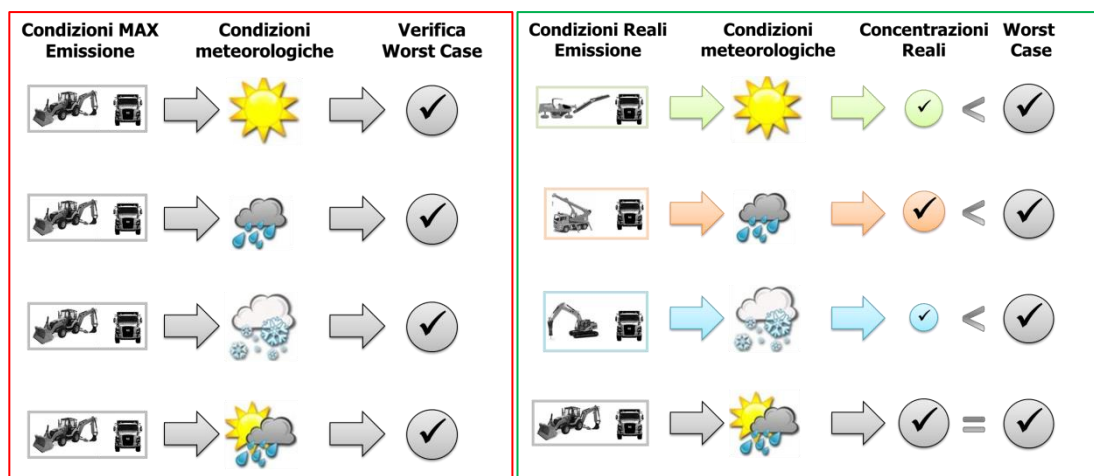 Condizioni MAX
Emissione
Condizioni
meteorologiche
Verifica
Worst Case
Condizioni Reali
Emissione
Condizioni
meteorologiche
Concentrazioni
Reali
Worst
Case
<
<
<
=